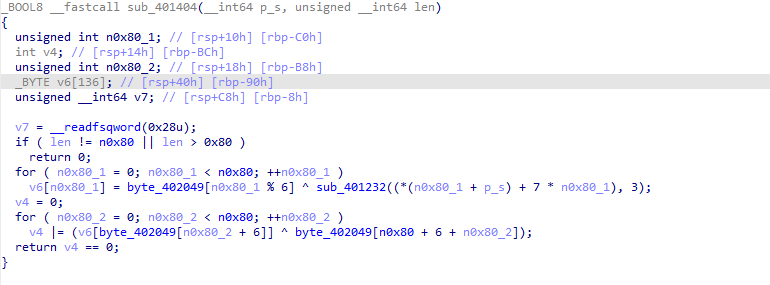 _BOOL8 __fastcall sub_401404(__int64 p_s, unsigned __int64 len)
{
  unsigned int n0x80_1; // [rsp+10h] [rbp-C0h]
  int v4; // [rsp+14h] [rbp-BCh]
  unsigned int n0x80_2; // [rsp+18h] [rbp-B8h]
  _BYTE v6[136]; // [rsp+40h] [rbp-90h]
  unsigned __int64 v7; // [rsp+C8h] [rbp-8h]

  v7 = __readfsqword(0x28u);
  if ( len != n0x80 || len > 0x80 )
    return 0;
  for ( n0x80_1 = 0; n0x80_1 < n0x80; ++n0x80_1 )
    v6[n0x80_1] = byte_402049[n0x80_1 % 6] ^ sub_401232((*(n0x80_1 + p_s) + 7 * n0x80_1), 3);
  v4 = 0;
  for ( n0x80_2 = 0; n0x80_2 < n0x80; ++n0x80_2 )
    v4 |= (v6[byte_402049[n0x80_2 + 6]] ^ byte_402049[n0x80 + 6 + n0x80_2]);
  return v4 == 0;
}